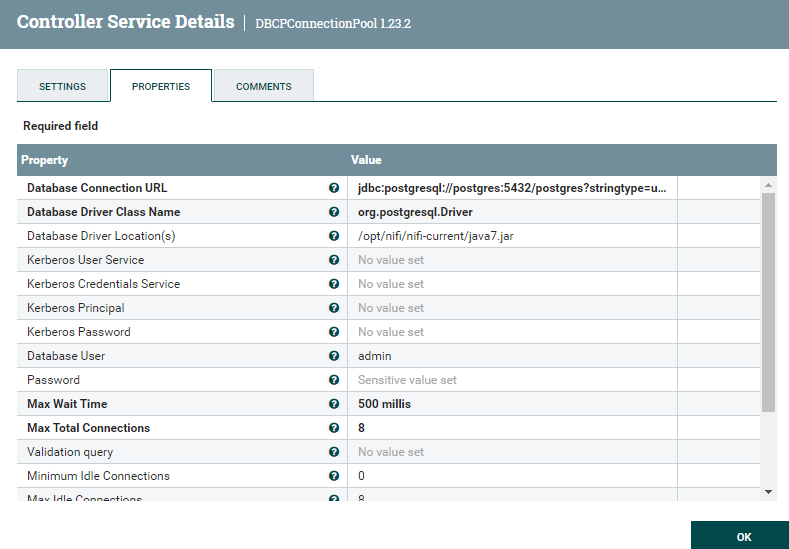 Controller Service Details | DBCPConnectionPool 1.23.2
SETTINGS PROPERTIES COMMENTS
Required field
Property Value
Database Connection URL ? jdbc:postgresql://postgres:5432/postgres?stringtype=u...
Database Driver Class Name ? org.postgresql.Driver
Database Driver Location(s) ? /opt/nifi/nifi-current/java7.jar
Kerberos User Service ? No value set
Kerberos Credentials Service ? No value set
Kerberos Principal ? No value set
Kerberos Password ? No value set
Database User ? admin
Password ? Sensitive value set
Max Wait Time ? 500 millis
Max Total Connections ? 8
Validation query ? No value set
Minimum Idle Connections ? 0
Max Idle Connections ? 8
OK